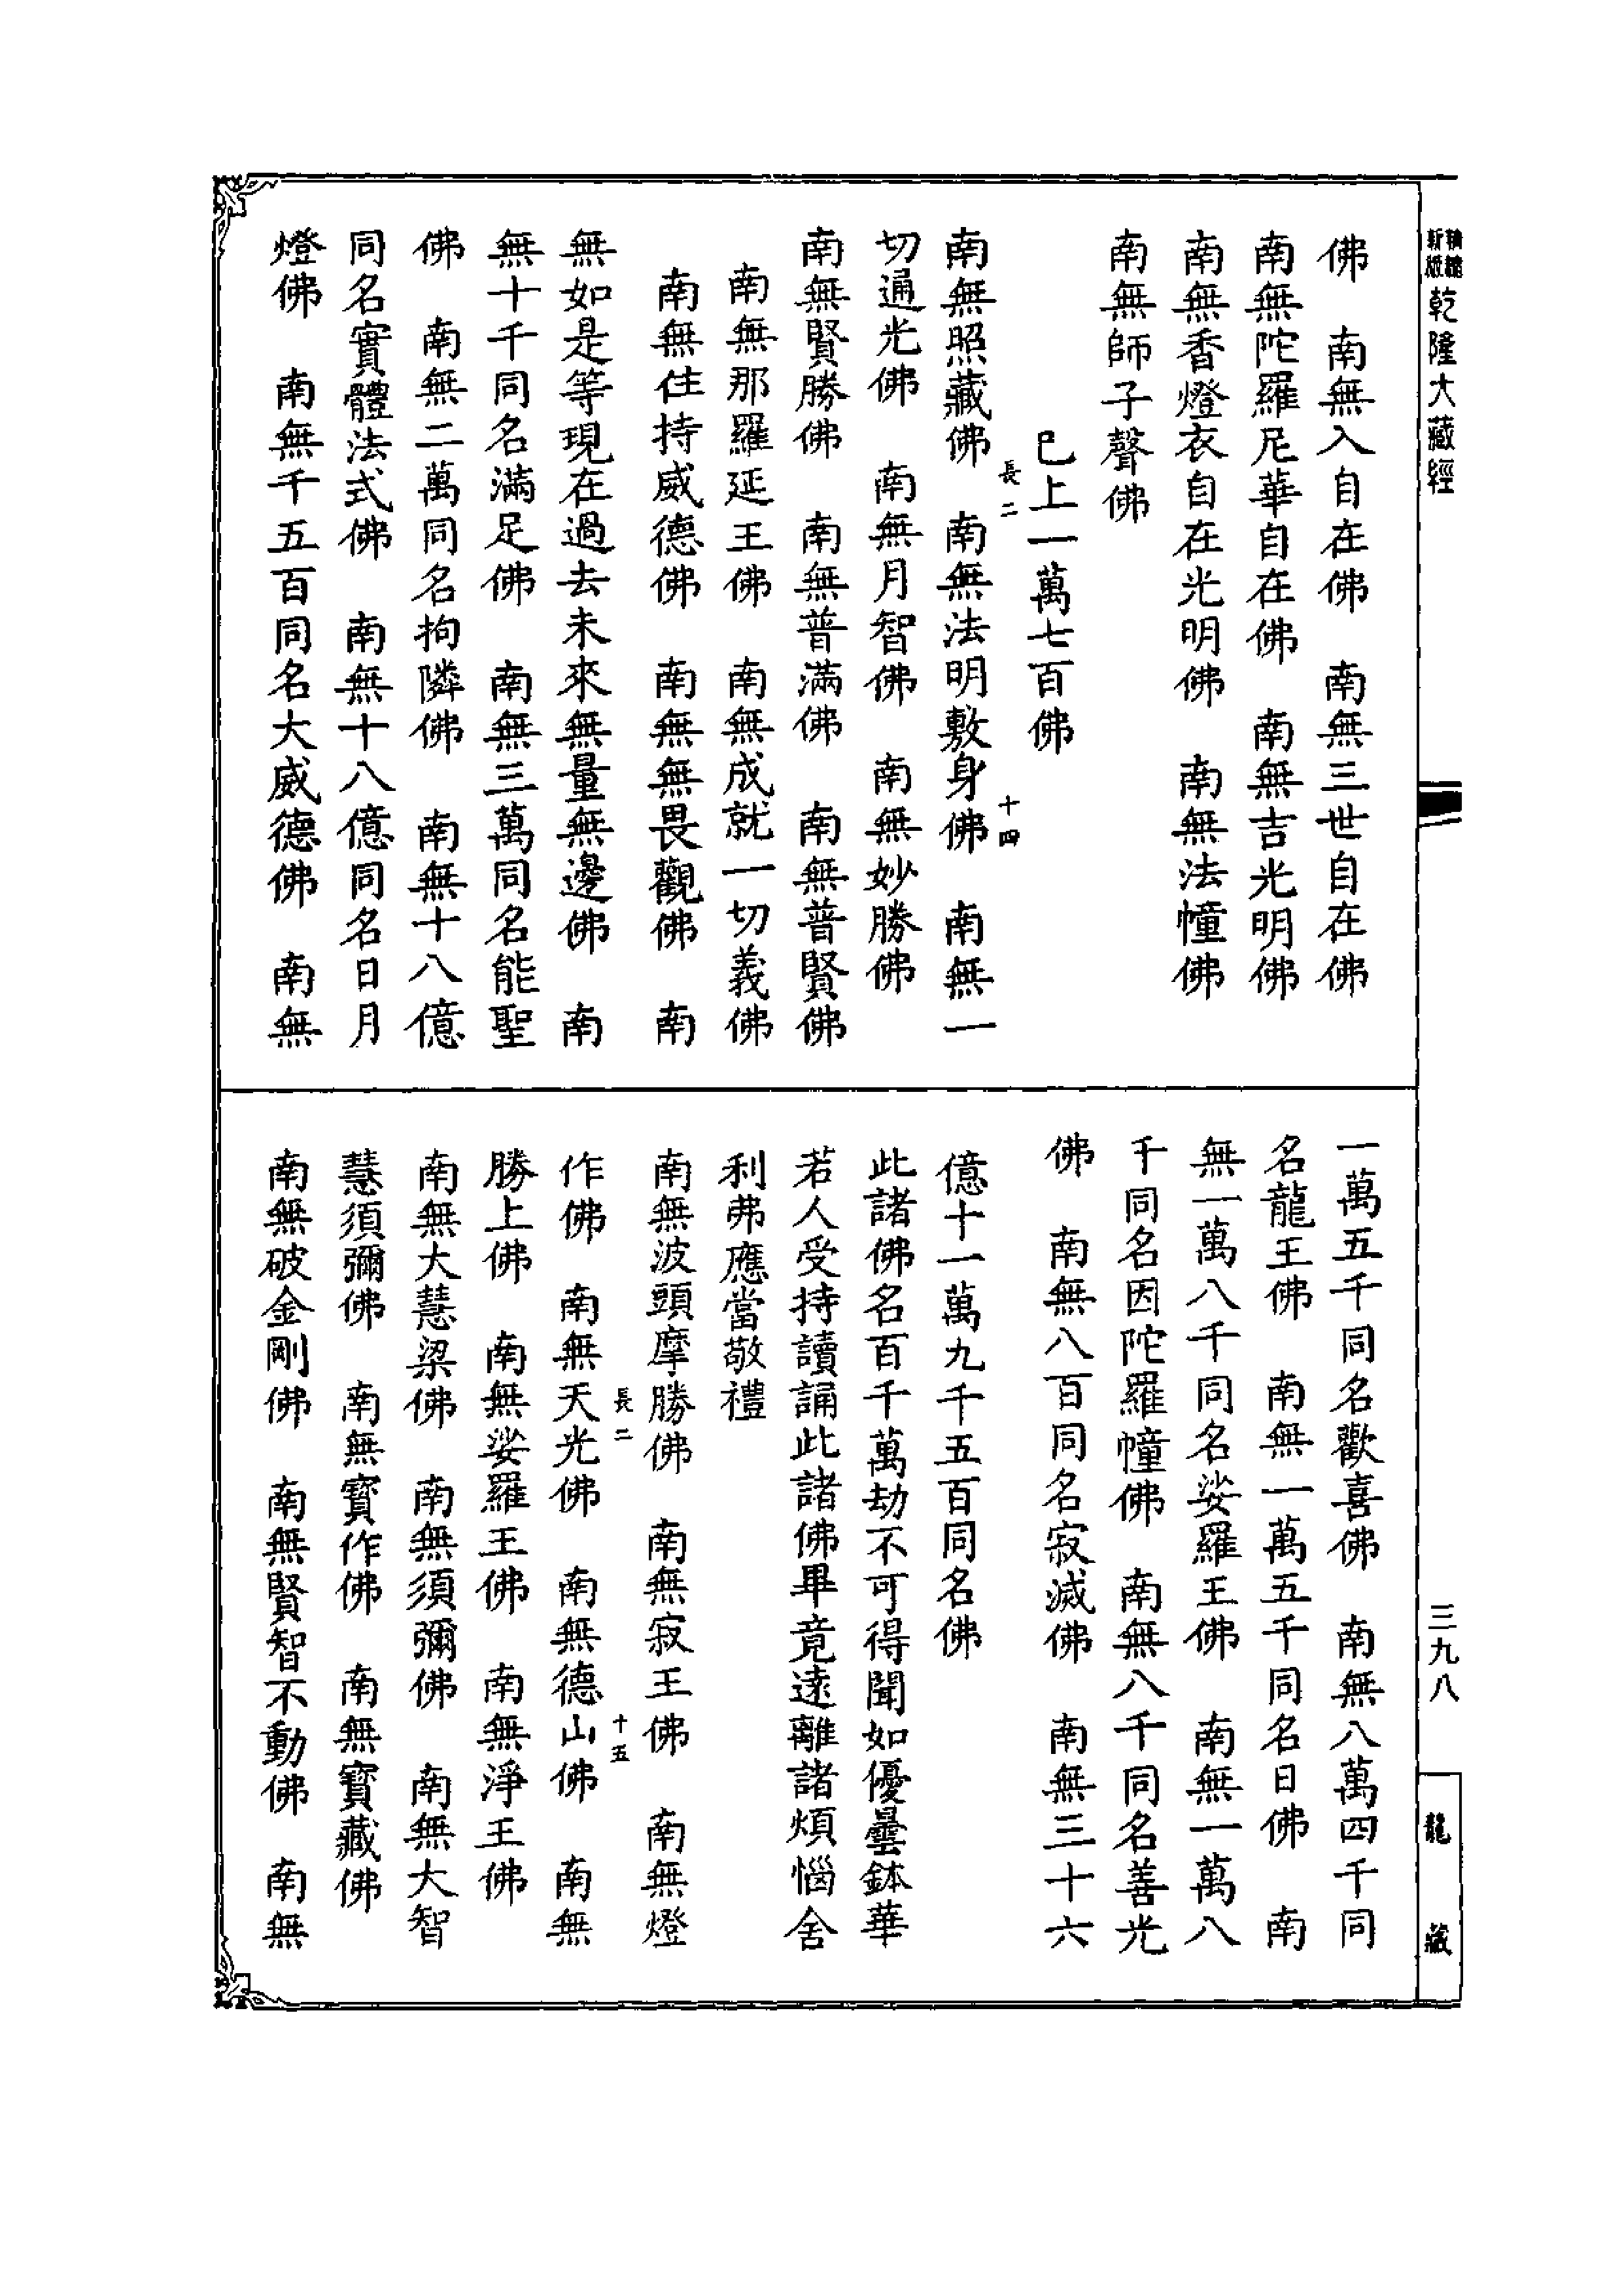 新版精縮
乾隆大藏經
佛　南無入自在佛　南無三世自在佛
南無陀羅尼華自在佛　南無吉光明佛
南無香燈衣自在光明佛　南無法幢佛
南無師子聲佛
已上一萬七百佛
長二　十四
南無照藏佛　南無法明敷身佛　南無一
切通光佛　南無月智佛　南無妙勝佛
南無賢勝佛　南無普滿佛　南無普賢佛
南無那羅延王佛　南無成就一切義佛
南無住持威德佛　南無無畏觀佛　南
無如是等現在過去未來無量無邊佛　南
無十千同名滿足佛　南無三萬同名能聖
佛　南無二萬同名拘隣佛　南無十八億
同名實體法式佛　南無十八億同名日月
燈佛　南無千五百同名大威德佛　南無
一萬五千同名歡喜佛　南無八萬四千同
名龍王佛　南無一萬五千同名日佛　南
無一萬八千同名娑羅王佛　南無一萬八
千同名因陀羅幢佛　南無八千同名善光
佛　南無八百同名寂滅佛　南無三十六
億十一萬九千五百同名佛
此諸佛名百千萬劫不可得聞如優曇鉢華
若人受持讀誦此諸佛畢竟遠離諸煩惱舍
利弗應當敬禮
南無波頭摩勝佛　南無寂王佛　南無燈
長二　十五
作佛　南無天光佛　南無德山佛　南無
勝上佛　南無娑羅王佛　南無淨王佛
南無大慧梁佛　南無須彌佛　南無大智
慧須彌佛　南無寶作佛　南無寶藏佛
南無破金剛佛　南無賢智不動佛　南無
三九八
龍藏